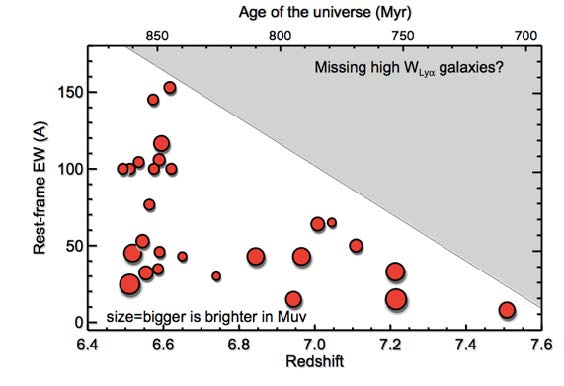 Age of the universe (Myr)
850 800 750 700
Missing high WLyα galaxies?
150
100
50
0
Rest-frame EW (A)
size=bigger is brighter in Muv
6.4 6.6 6.8 7.0 7.2 7.4 7.6
Redshift